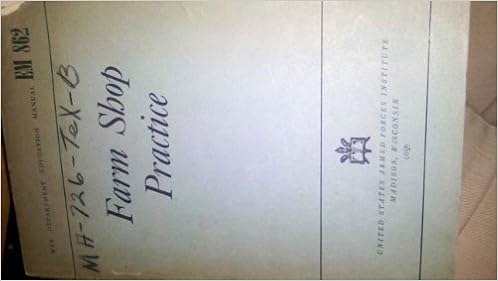 WAR DEPARTMENT EDUCATION MANUAL EM 862
MH-726-Tex-B
Farm Shop
Practice
UNITED STATES ARMED FORCES INSTITUTE
MADISON, WISCONSIN